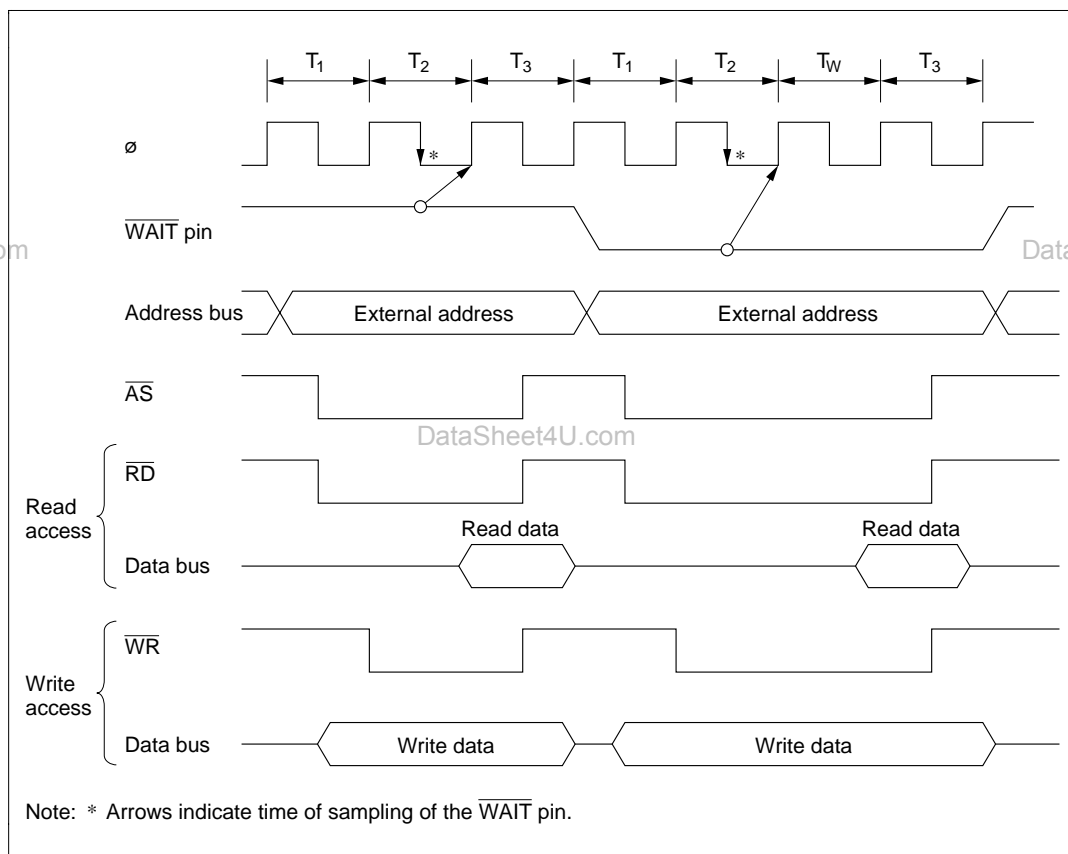 T1 T2 T3 T1 T2 TW T3
ø
* *
WAIT pin
om
Data
Address bus
External address External address
AS
DataSheet4U.com
RD
Read access
Read data Read data
Data bus
WR
Write access
Data bus
Write data Write data
Note: * Arrows indicate time of sampling of the WAIT pin.